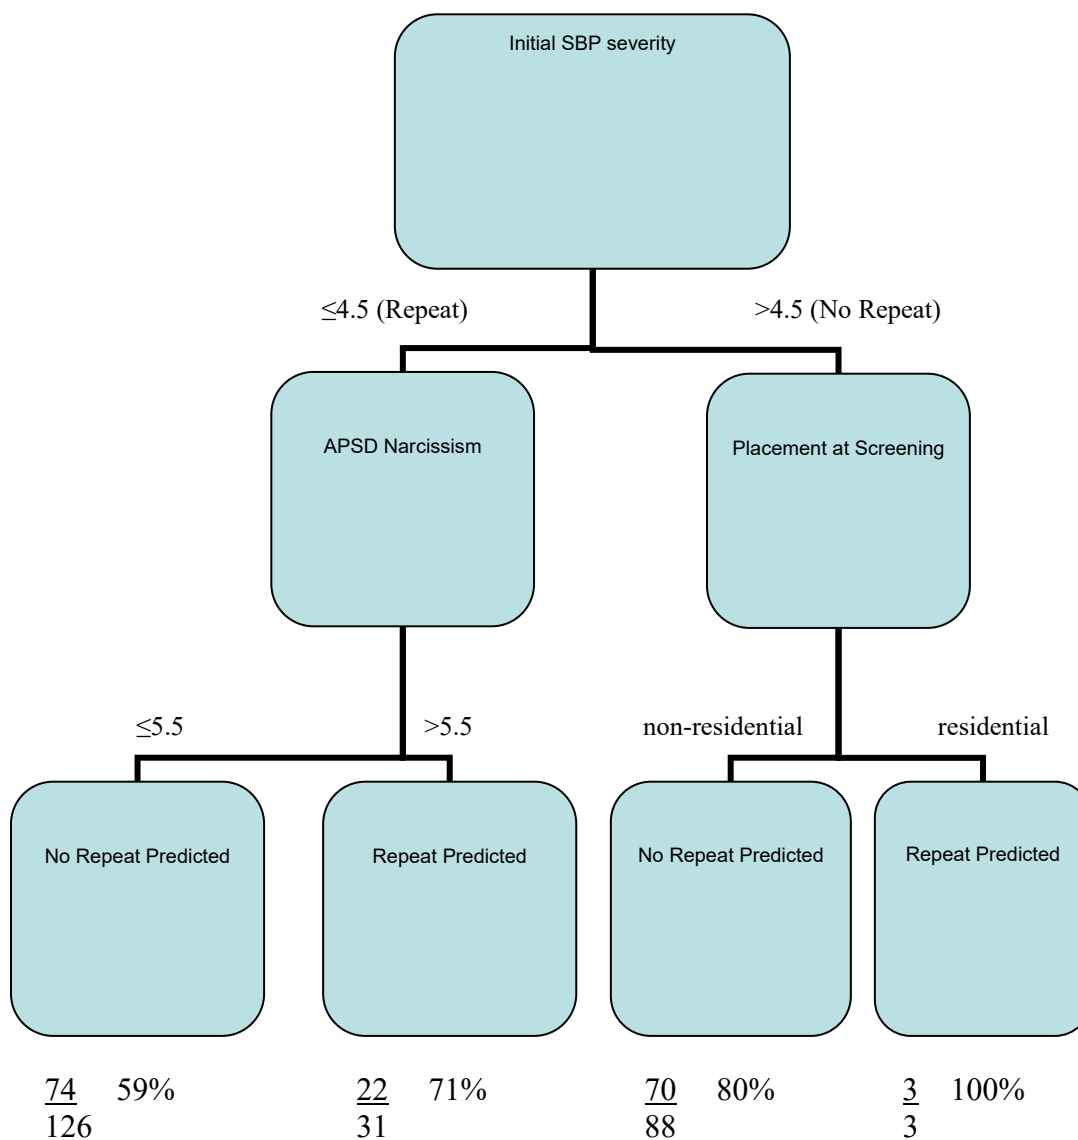 Initial SBP severity
≤4.5 (Repeat) >4.5 (No Repeat)
APSD Narcissism Placement at Screening
≤5.5 >5.5 non-residential residential
No Repeat Predicted Repeat Predicted No Repeat Predicted Repeat Predicted
74 59% 22 71% 70 80% 3 100%
126 31 88 3